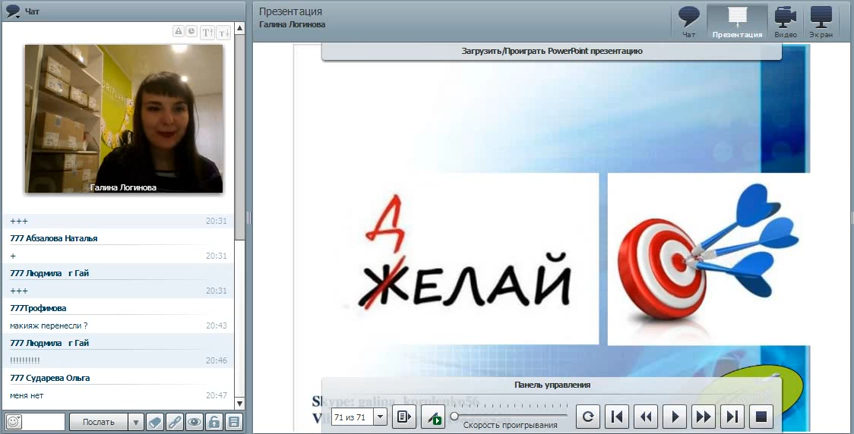 Чат
Галина Логинова
+++ 20:31
777 Абзалова Наталья
+ 20:31
777 Людмила г Гай
+++ 20:31
777Трофимова
макияж перенесли ? 20:43
777 Людмила г Гай
!!!!!!!!!! 20:46
777 Сударева Ольга
меня нет 20:47
Послать
Презентация
Галина Логинова
Чат
Презентация
Видео
Экран
Загрузить/Проиграть PowerPoint презентацию
Д
ЖЕЛАЙ
Панель управления
Skype: galina
71 из 71
Скорость проигрывания